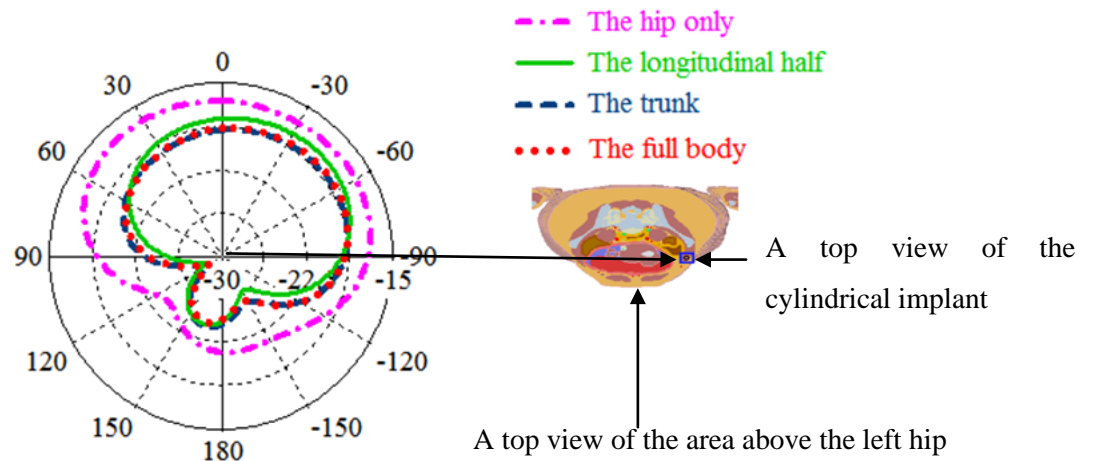 The hip only
The longitudinal half
The trunk
The full body
0
30
-30
60
-60
90
-90
-30
-22
-15
120
-120
150
-150
180
A top view of the
cylindrical implant
A top view of the area above the left hip